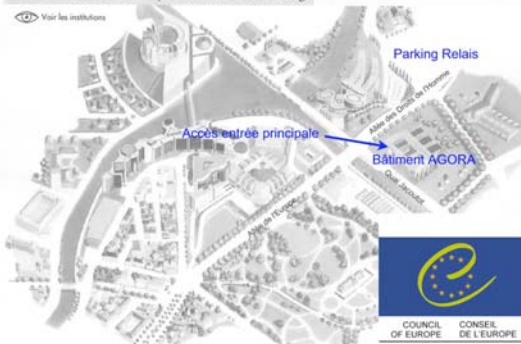 Voir les institutions
Parking Relais
Allée des Droits de l'Homme
Accès entrée principale
Bâtiment AGORA
Quai Jacoutot
Allée de l'Europe
COUNCIL CONSEIL
OF EUROPE DE L'EUROPE